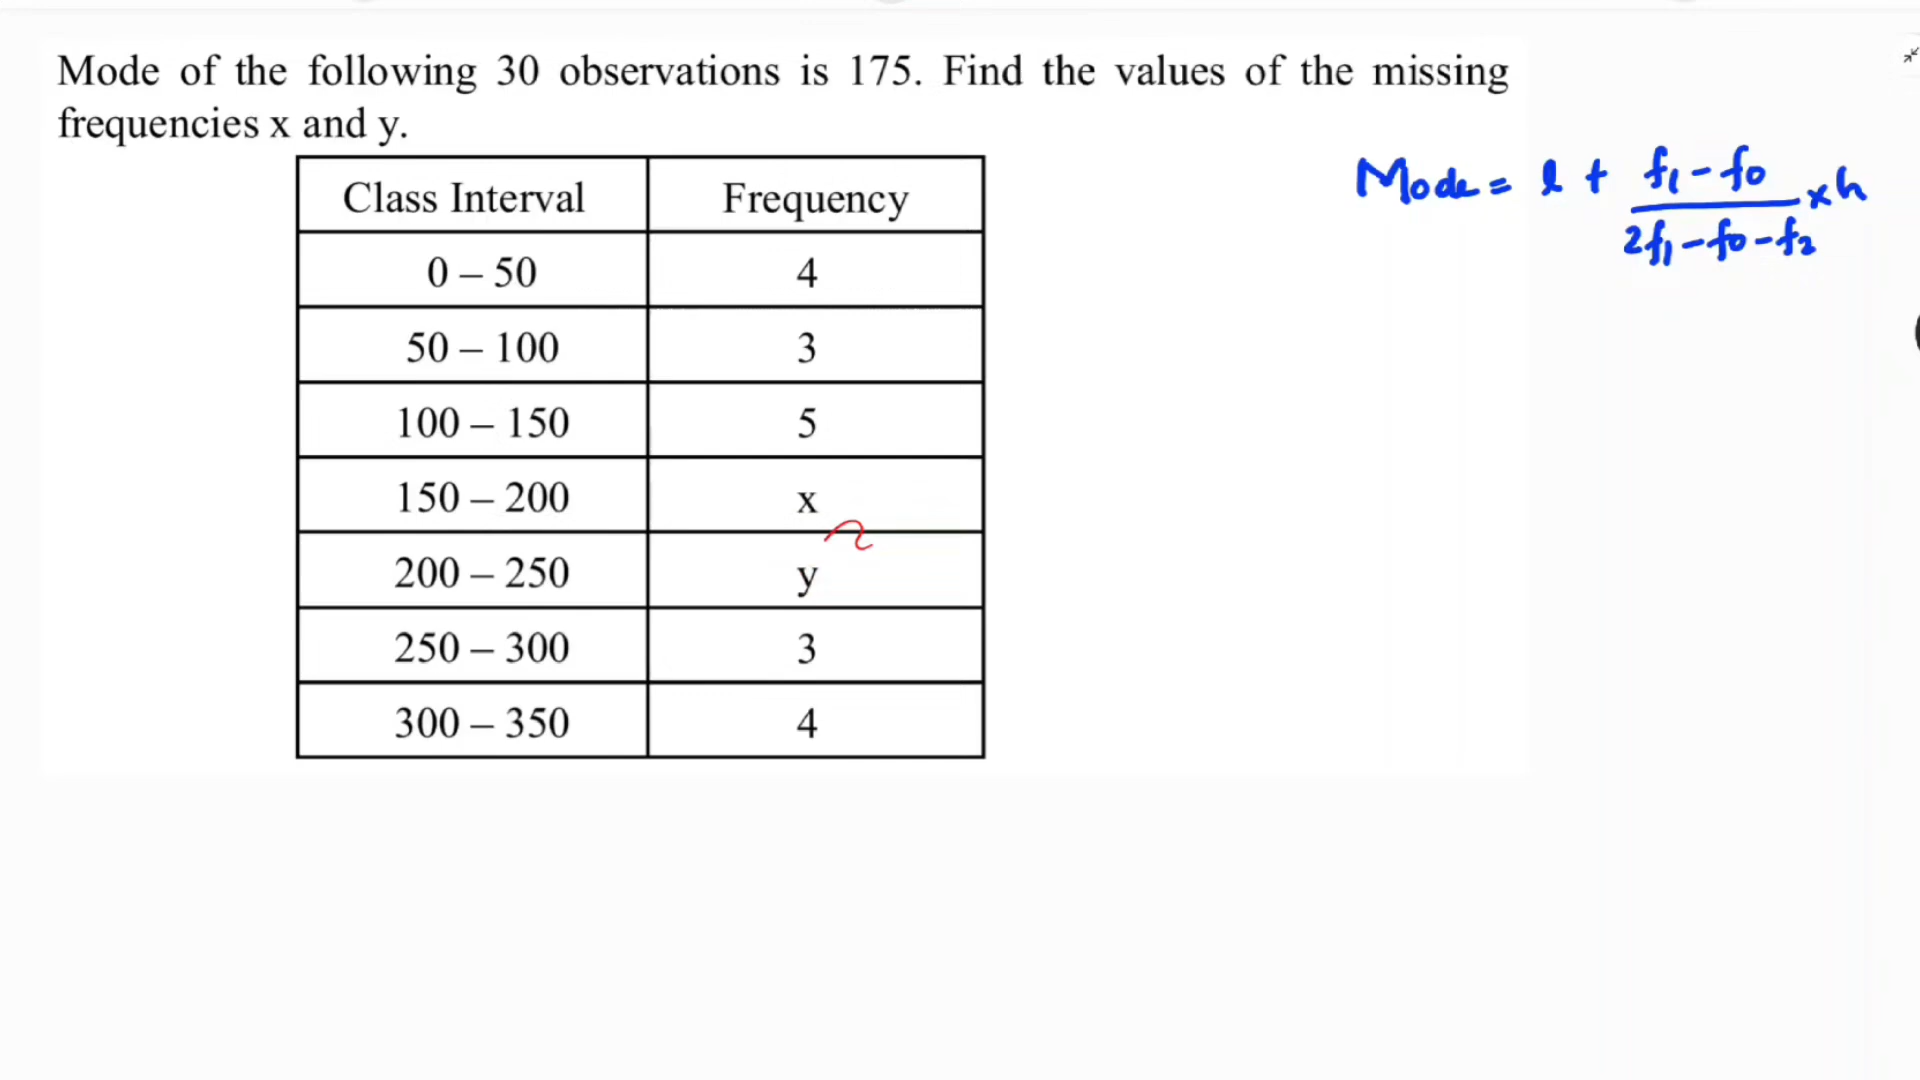 Mode of the following 30 observations is 175. Find the values of the missing
frequencies x and y.
Mode = l + f1 - f0
2f1 - f0 - f2
x h
Class Interval Frequency
0 – 50 4
50 – 100 3
100 – 150 5
150 – 200 x
200 – 250 y
250 – 300 3
300 – 350 4